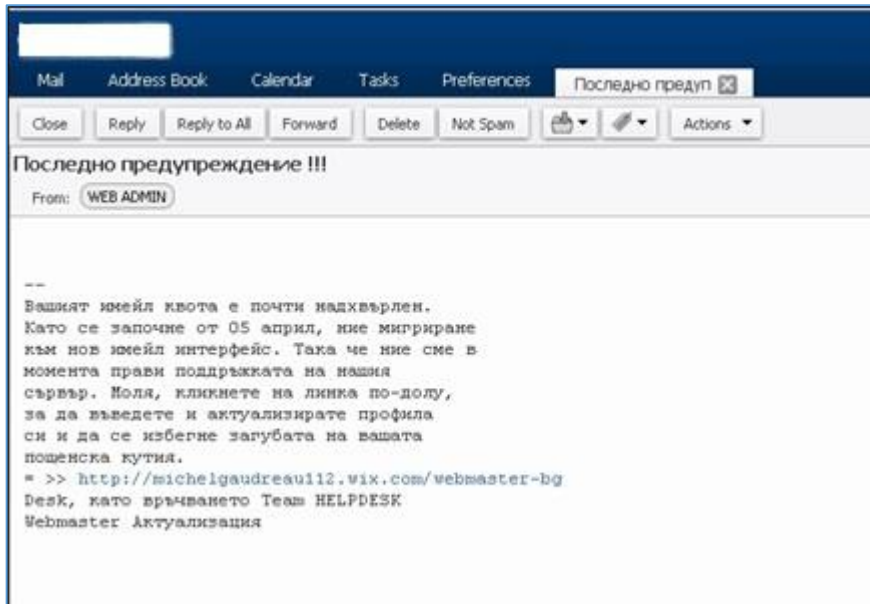 Mail Address Book Calendar Tasks Preferences Последно предуп
Close Reply Reply to All Forward Delete Not Spam Actions
Последно предупреждение !!!
From: WEB ADMIN
--
Вашият имейл квота е почти надхвърлен.
Като се започне от 05 април, ние мигриране
към нов имейл интерфейс. Така че ние сме в
момента прави поддръжката на нашия
сървър. Моля, кликнете на линка по-долу,
за да въведете и актуализирате профила
си и да се избегне загубата на вашата
пощенска кутия.
= >> http://michelgaudreau112.wix.com/webmaster-bg
Desk, като връчването Team HELPDESK
Webmaster Актуализация